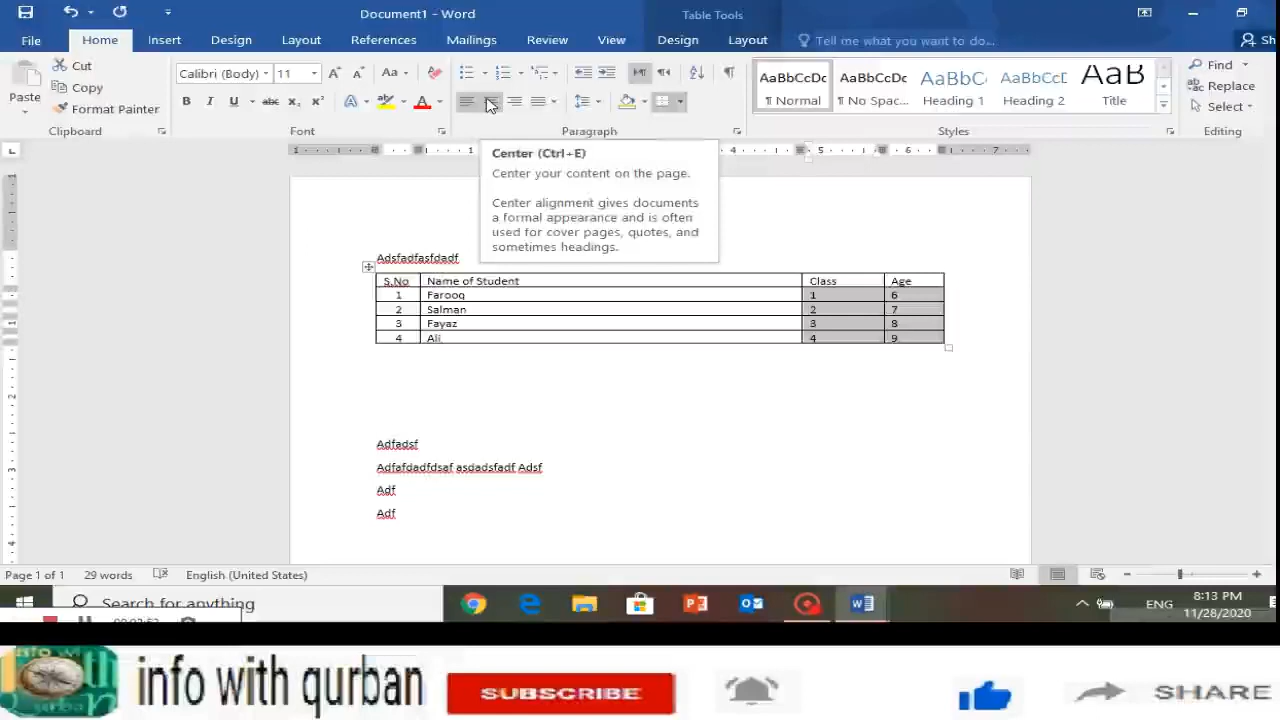 Document1 - Word
Table Tools
File Home Insert Design Layout References Mailings Review View Design Layout Tell me what you want to do... Sh
Paste
Cut
Copy
Format Painter
Clipboard
Calibri (Body) 11
Font
Paragraph
AaBbCcDc AaBbCcDc AaBbC AaBbCcD AaB
¶ Normal ¶ No Spac... Heading 1 Heading 2 Title
Styles
Find
Replace
Select
Editing
Center (Ctrl+E)
Center your content on the page.
Center alignment gives documents
a formal appearance and is often
used for cover pages, quotes, and
sometimes headings.
Adsfadfasfdadf
S.No Name of Student Class Age
1 Farooq 1 6
2 Salman 2 7
3 Fayaz 3 8
4 Ali 4 9
Adfadsf
Adfafdadfdsaf asdadsfadf Adsf
Adf
Adf
Page 1 of 1 29 words English (United States)
Search for anything
ENG
8:13 PM
11/28/2020
info with qurban
SUBSCRIBE
SHARE